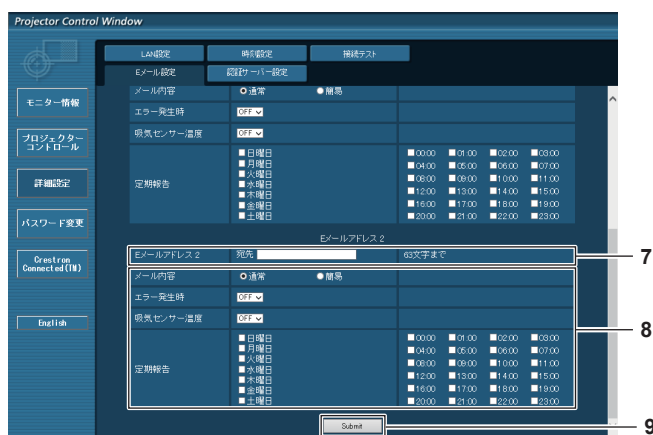 Projector Control Window
LAN設定 時刻設定 接続テスト
Eメール設定 認証サーバー設定
モニター情報
プロジェクター
コントロール
詳細設定
パスワード変更
Crestron
Connected(TM)
English
メール内容 通常 簡易
エラー発生時 OFF
吸気センサー温度 OFF
定期報告
日曜日
月曜日
火曜日
水曜日
木曜日
金曜日
土曜日
00:00 01:00 02:00 03:00
04:00 05:00 06:00 07:00
08:00 09:00 10:00 11:00
12:00 13:00 14:00 15:00
16:00 17:00 18:00 19:00
20:00 21:00 22:00 23:00
Eメールアドレス 2
Eメールアドレス 2 宛先 63文字まで 7
メール内容 通常 簡易
エラー発生時 OFF
吸気センサー温度 OFF
8
定期報告
日曜日
月曜日
火曜日
水曜日
木曜日
金曜日
土曜日
00:00 01:00 02:00 03:00
04:00 05:00 06:00 07:00
08:00 09:00 10:00 11:00
12:00 13:00 14:00 15:00
16:00 17:00 18:00 19:00
20:00 21:00 22:00 23:00
Submit 9